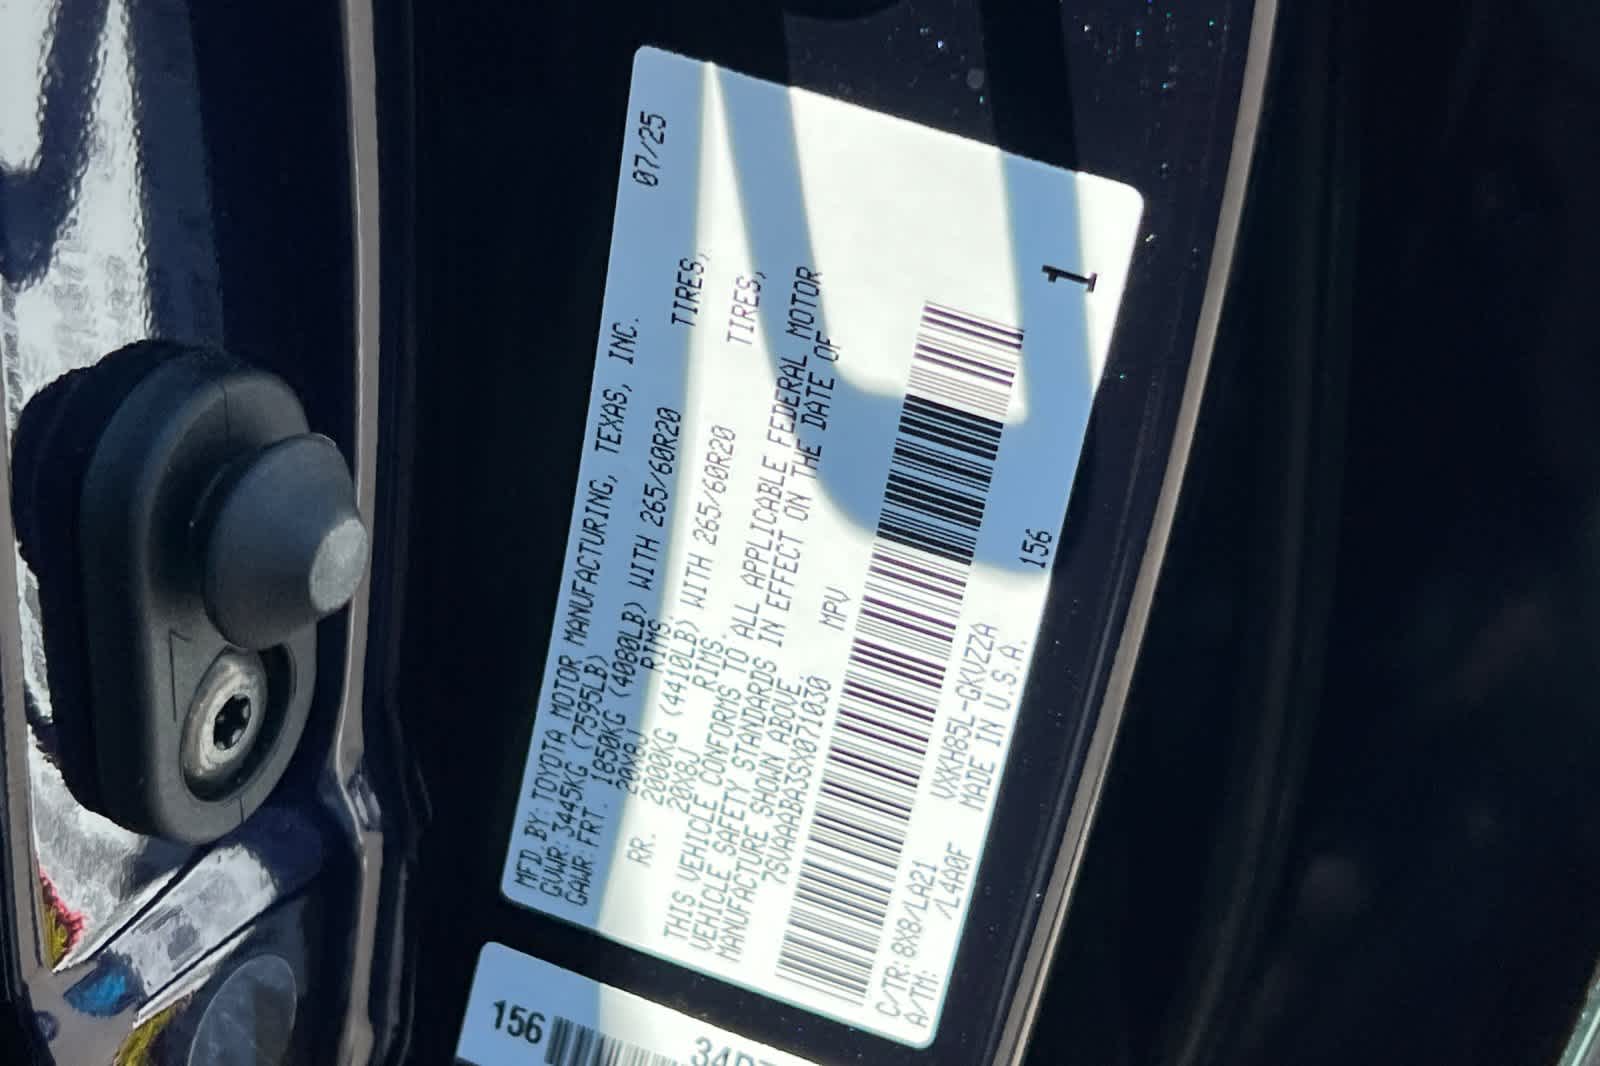 MFD.BY: TOYOTA MOTOR MANUFACTURING, TEXAS, INC. 07/25
GVWR: 3445KG (7595LB)
GAWR: FRT. 1850KG (4080LB) WITH 265/60R20 TIRES,
20X8J RIMS,
RR. 2000KG (4410LB) WITH 265/60R20 TIRES,
20X8J RIMS.
THIS VEHICLE CONFORMS TO ALL APPLICABLE FEDERAL MOTOR
VEHICLE SAFETY STANDARDS IN EFFECT ON THE DATE OF
MANUFACTURE SHOWN ABOVE.
7SVAAABA3SX071030 MPV
C/TR: 8X8/LA21 VXKH85L-GKVZZA 156 1
A/TM: /L4A0F MADE IN U.S.A.
156